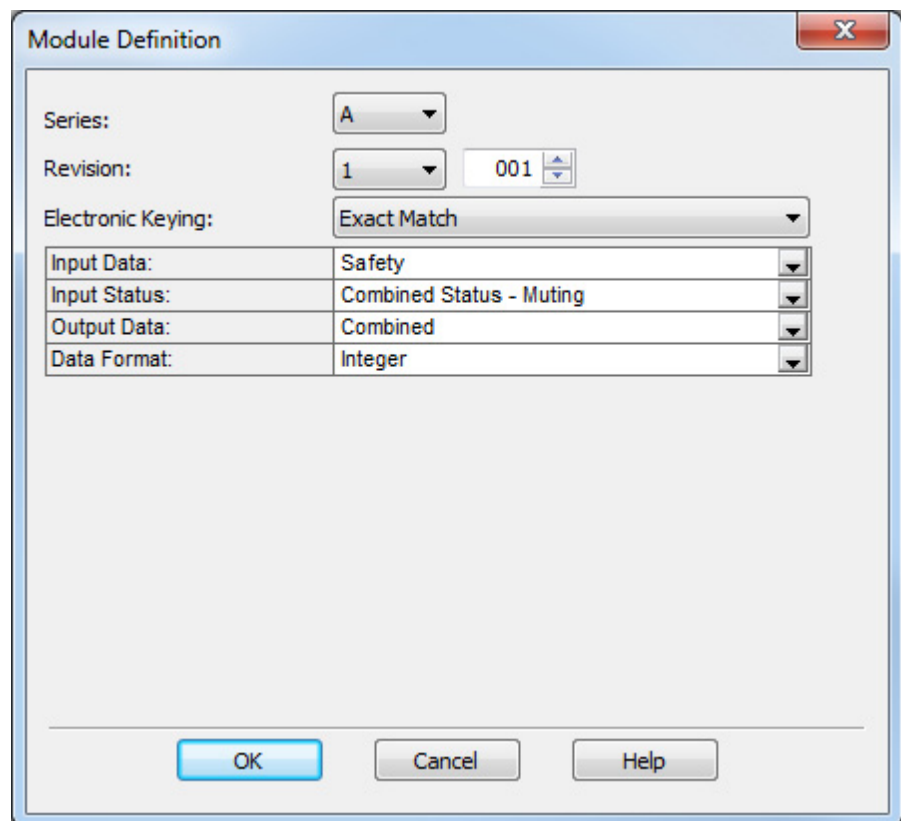 Module Definition
x
Series: A
Revision: 1 001
Electronic Keying: Exact Match
Input Data: Safety
Input Status: Combined Status - Muting
Output Data: Combined
Data Format: Integer
OK Cancel Help